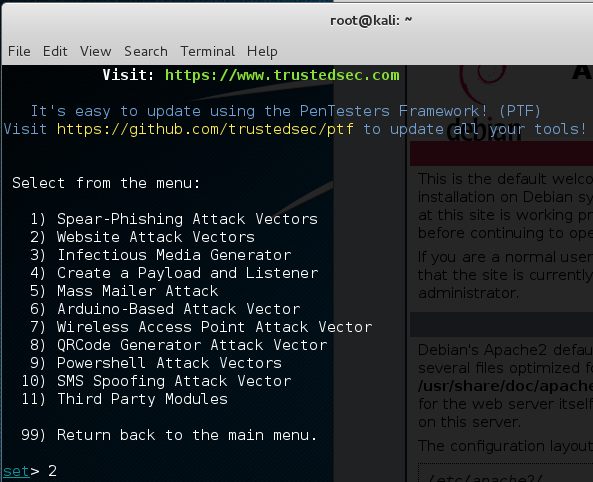 root@kali: ~
File Edit View Search Terminal Help
Visit: https://www.trustedsec.com
It's easy to update using the PenTesters Framework! (PTF)
Visit https://github.com/trustedsec/ptf to update all your tools!
Select from the menu:
1) Spear-Phishing Attack Vectors
2) Website Attack Vectors
3) Infectious Media Generator
4) Create a Payload and Listener
5) Mass Mailer Attack
6) Arduino-Based Attack Vector
7) Wireless Access Point Attack Vector
8) QRCode Generator Attack Vector
9) Powershell Attack Vectors
10) SMS Spoofing Attack Vector
11) Third Party Modules
99) Return back to the main menu.
set> 2
debian
This is the default welco
installation on Debian sy
at this site is working pr
before continuing to ope
If you are a normal user
that the site is currently
administrator.
Debian's Apache2 defau
several files optimized fo
/usr/share/doc/apache
for the web server itself
on this server.
The configuration layout
/etc/apache2/